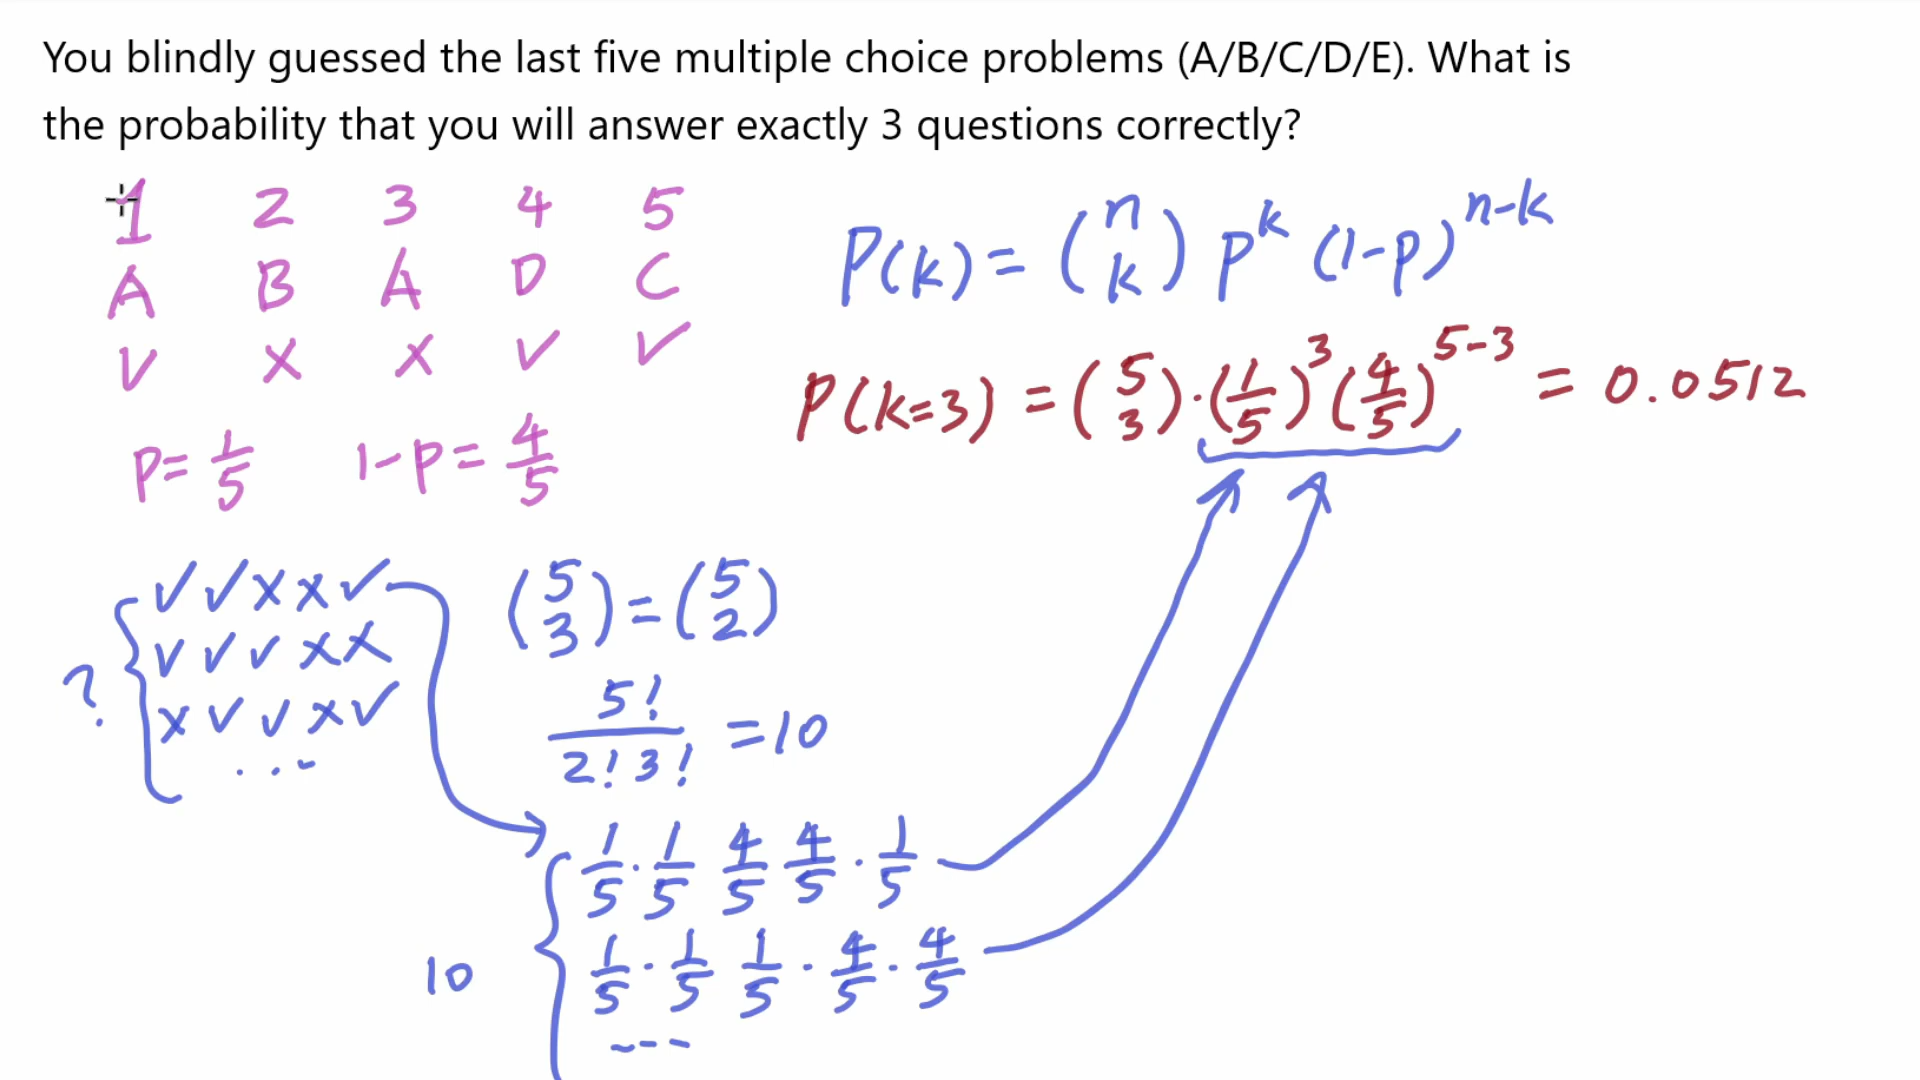 You blindly guessed the last five multiple choice problems (A/B/C/D/E). What is
the probability that you will answer exactly 3 questions correctly?
1 2 3 4 5
A B A D C
✓ X X ✓ ✓
p = 1/5 1-p = 4/5
P(k) = (n k) p^k (1-p)^(n-k)
P(k=3) = (5 3) · (1/5)^3 (4/5)^(5-3) = 0.0512
?
✓ ✓ X X ✓
✓ ✓ ✓ X X
X ✓ ✓ X ✓
...
(5 3) = (5 2)
5! / 2! 3! = 10
10
1/5 · 1/5 4/5 4/5 · 1/5
1/5 · 1/5 1/5 · 4/5 · 4/5
---